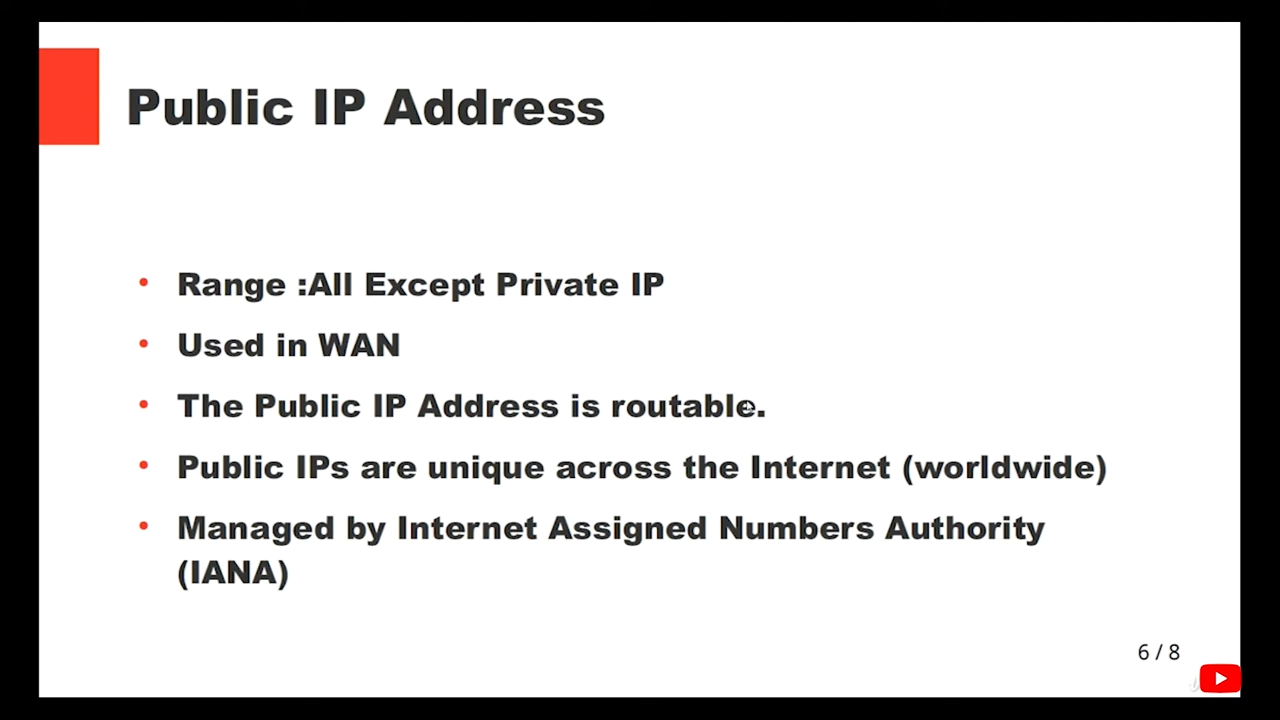 Public IP Address
• Range :All Except Private IP
• Used in WAN
• The Public IP Address is routable.
• Public IPs are unique across the Internet (worldwide)
• Managed by Internet Assigned Numbers Authority
(IANA)
6 / 8